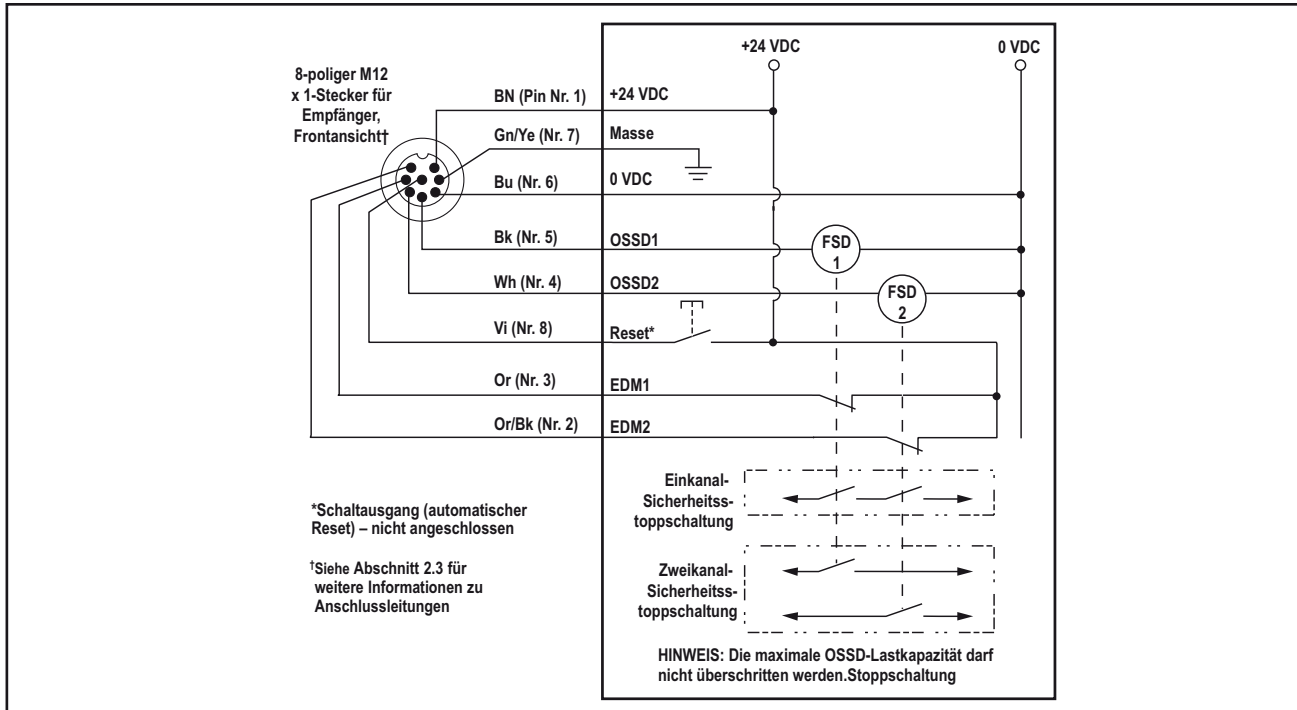 +24 VDC
0 VDC
8-poliger M12
x 1-Stecker für
Empfänger,
Frontansicht†
BN (Pin Nr. 1)
+24 VDC
Gn/Ye (Nr. 7)
Masse
Bu (Nr. 6)
0 VDC
Bk (Nr. 5)
OSSD1
FSD
1
Wh (Nr. 4)
OSSD2
FSD
2
Vi (Nr. 8)
Reset*
Or (Nr. 3)
EDM1
Or/Bk (Nr. 2)
EDM2
Einkanal-
Sicherheitss-
toppschaltung
*Schaltausgang (automatischer
Reset) – nicht angeschlossen
†Siehe Abschnitt 2.3 für
weitere Informationen zu
Anschlussleitungen
Zweikanal-
Sicherheitss-
toppschaltung
HINWEIS: Die maximale OSSD-Lastkapazität darf
nicht überschritten werden.Stoppschaltung